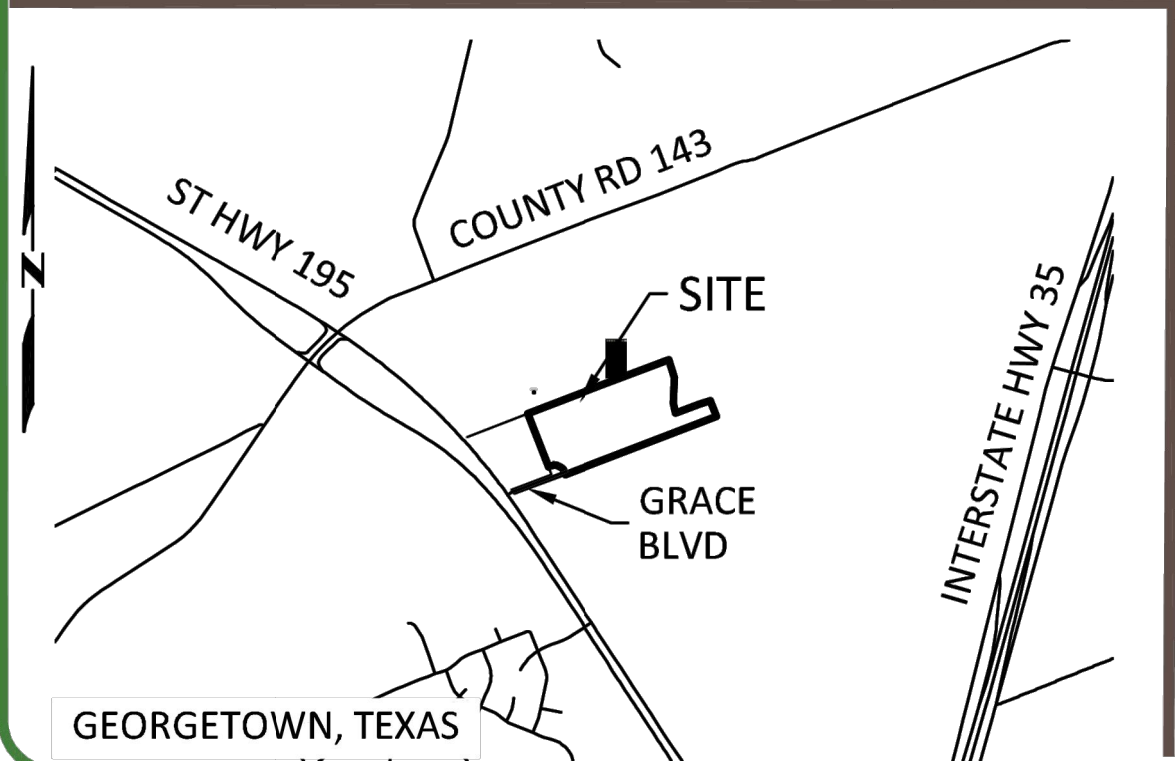 COUNTY RD 143
ST HWY 195
N
SITE
INTERSTATE HWY 35
GRACE
BLVD
GEORGETOWN, TEXAS